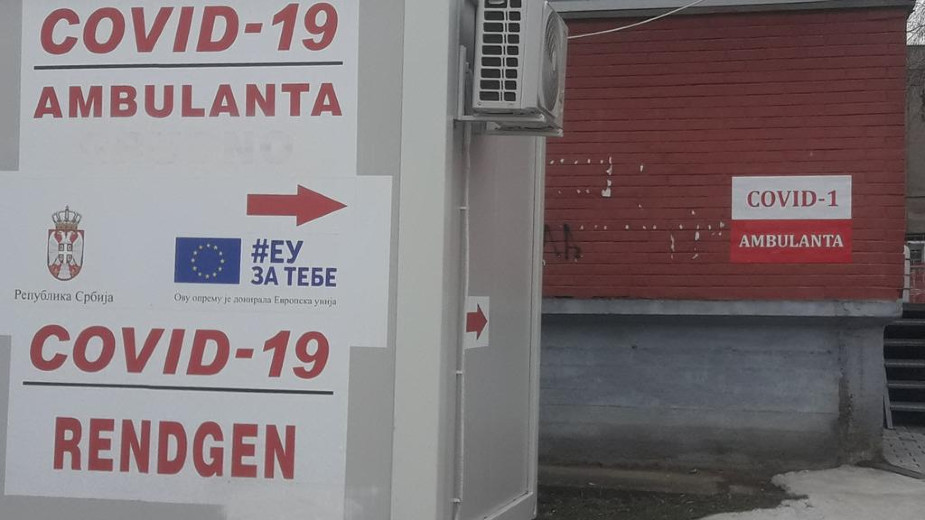 COVID-19
AMBULANTA
#ЕУ
ЗА ТЕБЕ
Република Србија
Ову опрему је донирала Европска унија
COVID-19
RENDGEN
COVID-1
AMBULANTA